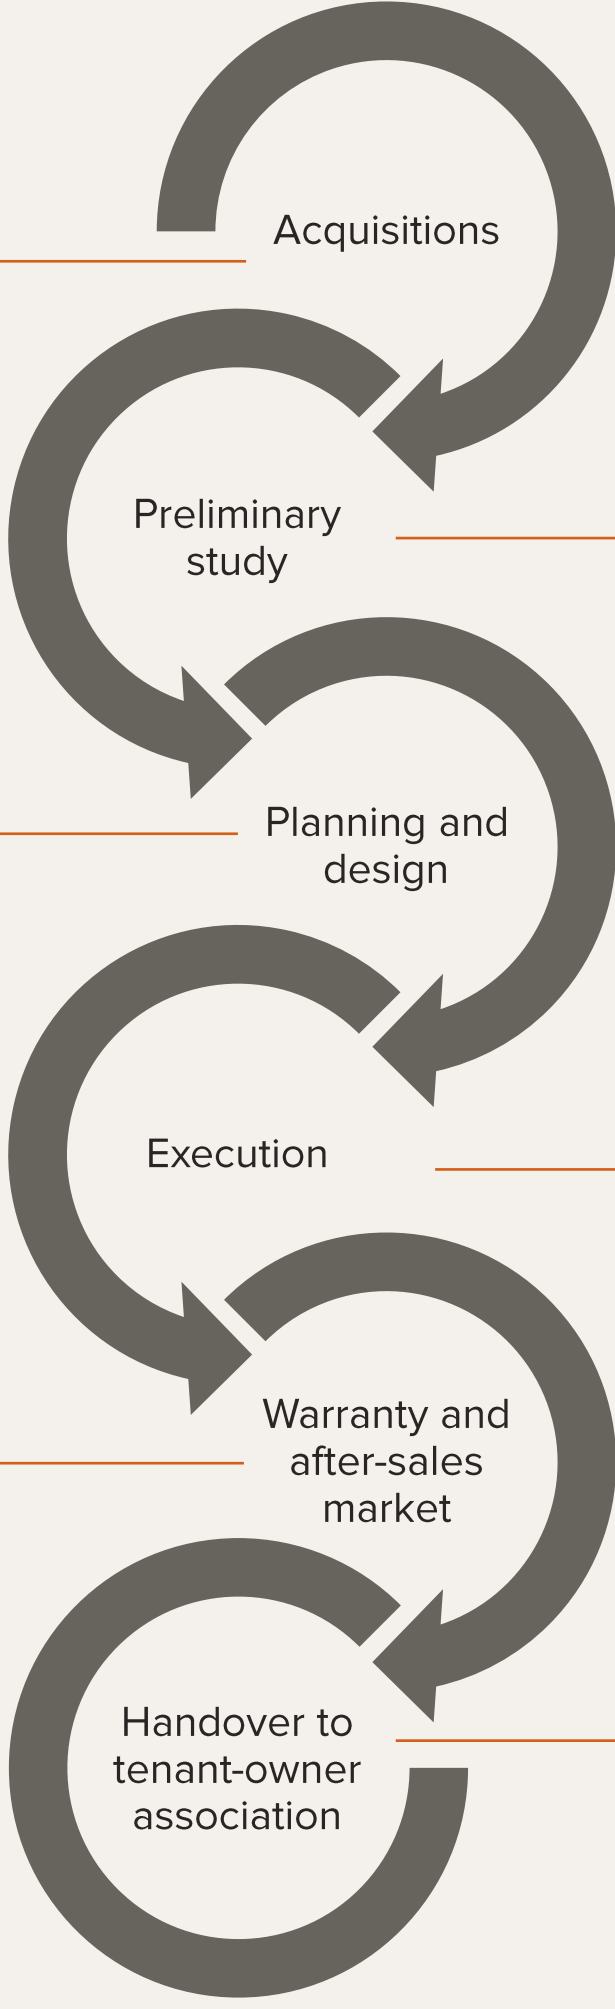 Acquisitions
Preliminary
study
Planning and
design
Execution
Warranty and
after-sales
market
Handover to
tenant-owner
association